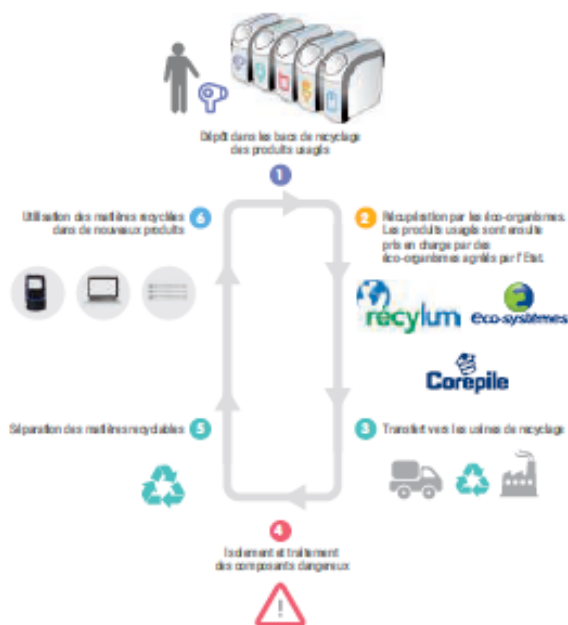 Dépôt dans les bacs de recyclage
des produits usagés
1
2
Récupération par les éco-organismes.
Les produits usagés sont ensuite
pris en charge par des
éco-organismes agréés par l'Etat.
récylum
éco-systèmes
Corepile
3
Transfert vers les usines de recyclage
4
Isolement et traitement
des composants dangereux
5
Séparation des matières recyclables
6
Utilisation des matières recyclées
dans de nouveaux produits